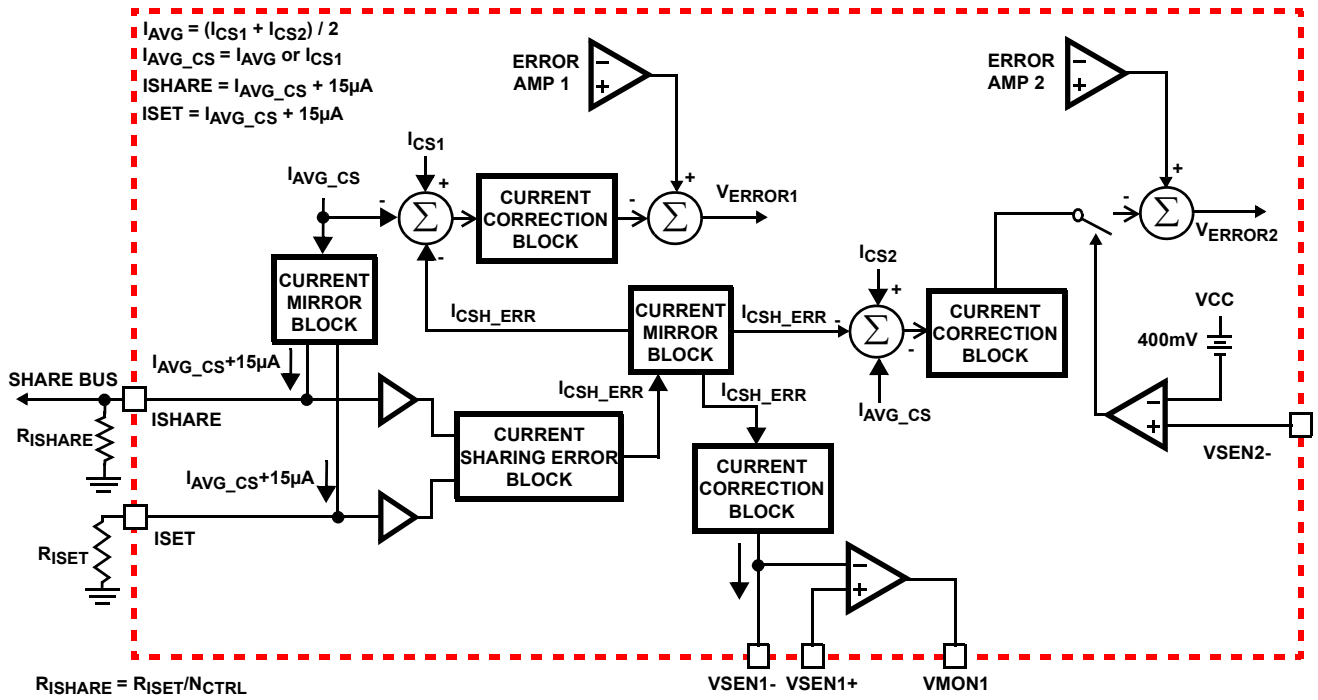 IAVG = (ICS1 + ICS2) / 2
IAVG_CS = IAVG or ICS1
ISHARE = IAVG_CS + 15µA
ISET = IAVG_CS + 15µA
ERROR
AMP 1
−
+
ERROR
AMP 2
−
+
ICS1
IAVG_CS
+
-
-
Σ
CURRENT
CORRECTION
BLOCK
-
+
Σ
VERROR1
+
-
Σ
VERROR2
CURRENT
MIRROR
BLOCK
ICSH_ERR
CURRENT
MIRROR
BLOCK
ICSH_ERR
ICS2
+
-
-
Σ
IAVG_CS
CURRENT
CORRECTION
BLOCK
VCC
400mV
−
+
VSEN2-
SHARE BUS
IAVG_CS+15µA
ISHARE
RISHARE
IAVG_CS+15µA
ISET
RISET
ICSH_ERR
CURRENT
SHARING ERROR
BLOCK
ICSH_ERR
CURRENT
CORRECTION
BLOCK
−
+
VSEN1-
VSEN1+
VMON1
RISHARE = RISET/NCTRL